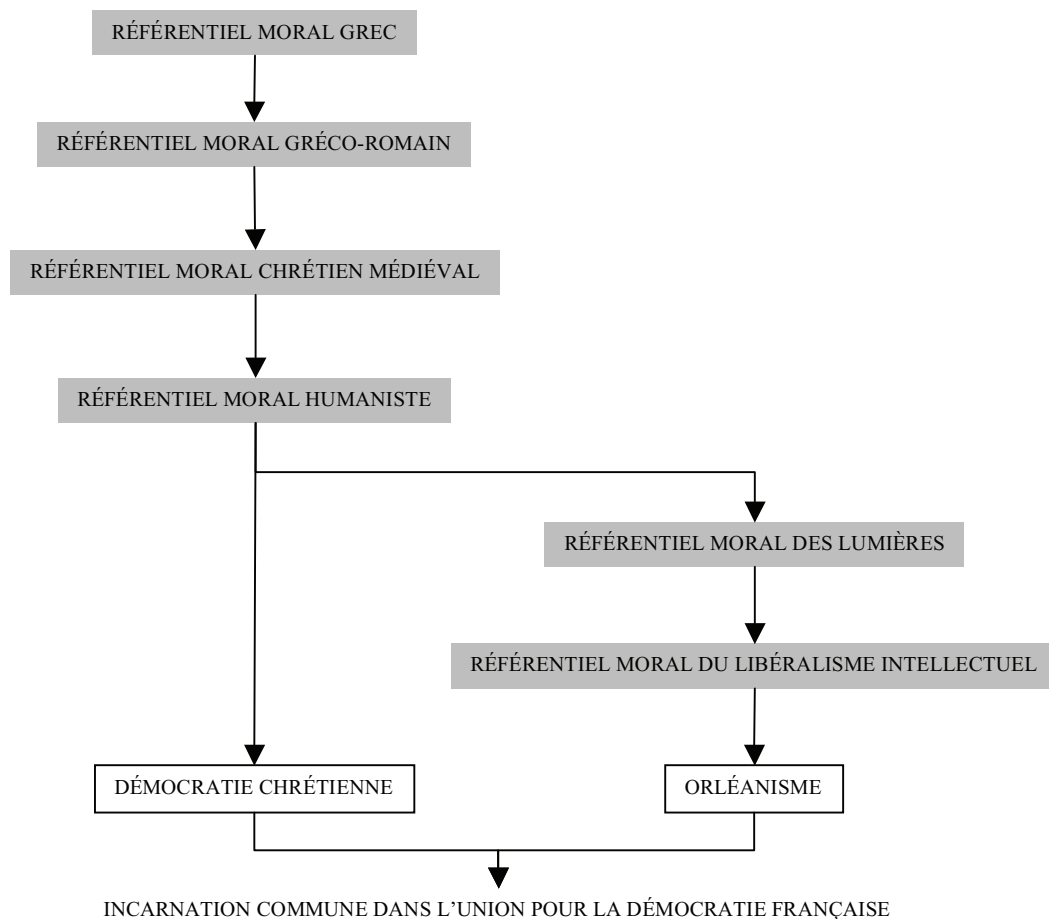 RÉFÉRENTIEL MORAL GREC
RÉFÉRENTIEL MORAL GRÉCO-ROMAIN
RÉFÉRENTIEL MORAL CHRÉTIEN MÉDIÉVAL
RÉFÉRENTIEL MORAL HUMANISTE
RÉFÉRENTIEL MORAL DES LUMIÈRES
RÉFÉRENTIEL MORAL DU LIBÉRALISME INTELLECTUEL
DÉMOCRATIE CHRÉTIENNE
ORLÉANISME
INCARNATION COMMUNE DANS L’UNION POUR LA DÉMOCRATIE FRANÇAISE